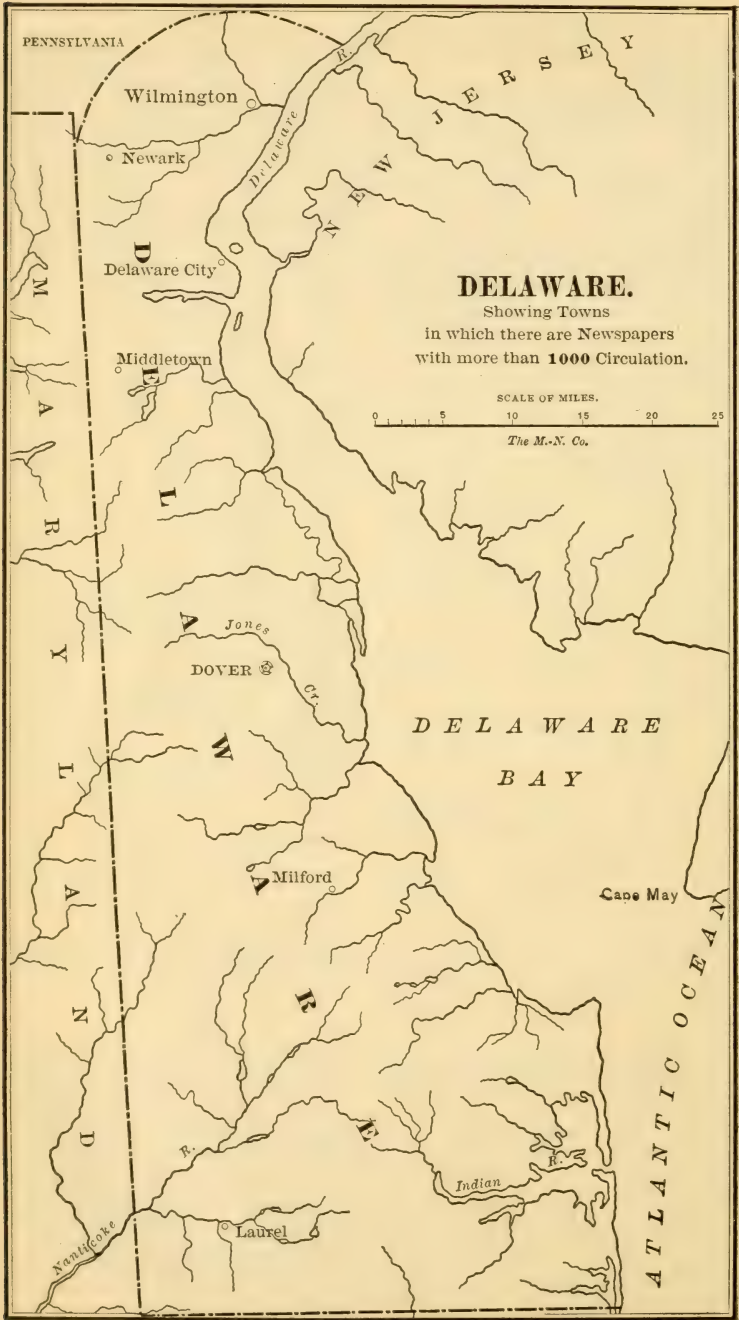 PENNSYLVANIA
Wilmington
Newark
Delaware R.
NEW JERSEY
Delaware City
DELAWARE.
Showing Towns
in which there are Newspapers
with more than 1000 Circulation.
SCALE OF MILES.
0 5 10 15 20 25
The M.-N. Co.
Middletown
MARYLAND
DELAWARE
Jones Cr.
DOVER
DELAWARE
BAY
Milford
Cape May
ATLANTIC OCEAN
Nanticoke R.
Indian R.
Laurel